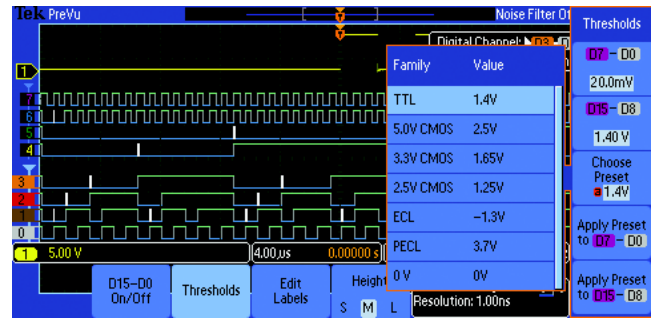 Tek PreVu
Noise Filter Of
Thresholds
Digital Channel:
D7 - D0
20.0mV
D15 - D8
1.40 V
Choose
Preset
a 1.4V
Apply Preset
to D7 - D0
Apply Preset
to D15 - D8
Family Value
TTL 1.4V
5.0V CMOS 2.5V
3.3V CMOS 1.65V
2.5V CMOS 1.25V
ECL -1.3V
PECL 3.7V
0 V 0V
1
7
6
5
4
3
2
1
0
1 5.00 V
4.00µs
0.00000 s
D15-D0
On/Off
Thresholds
Edit
Labels
Height
S M L
Resolution: 1.00ns